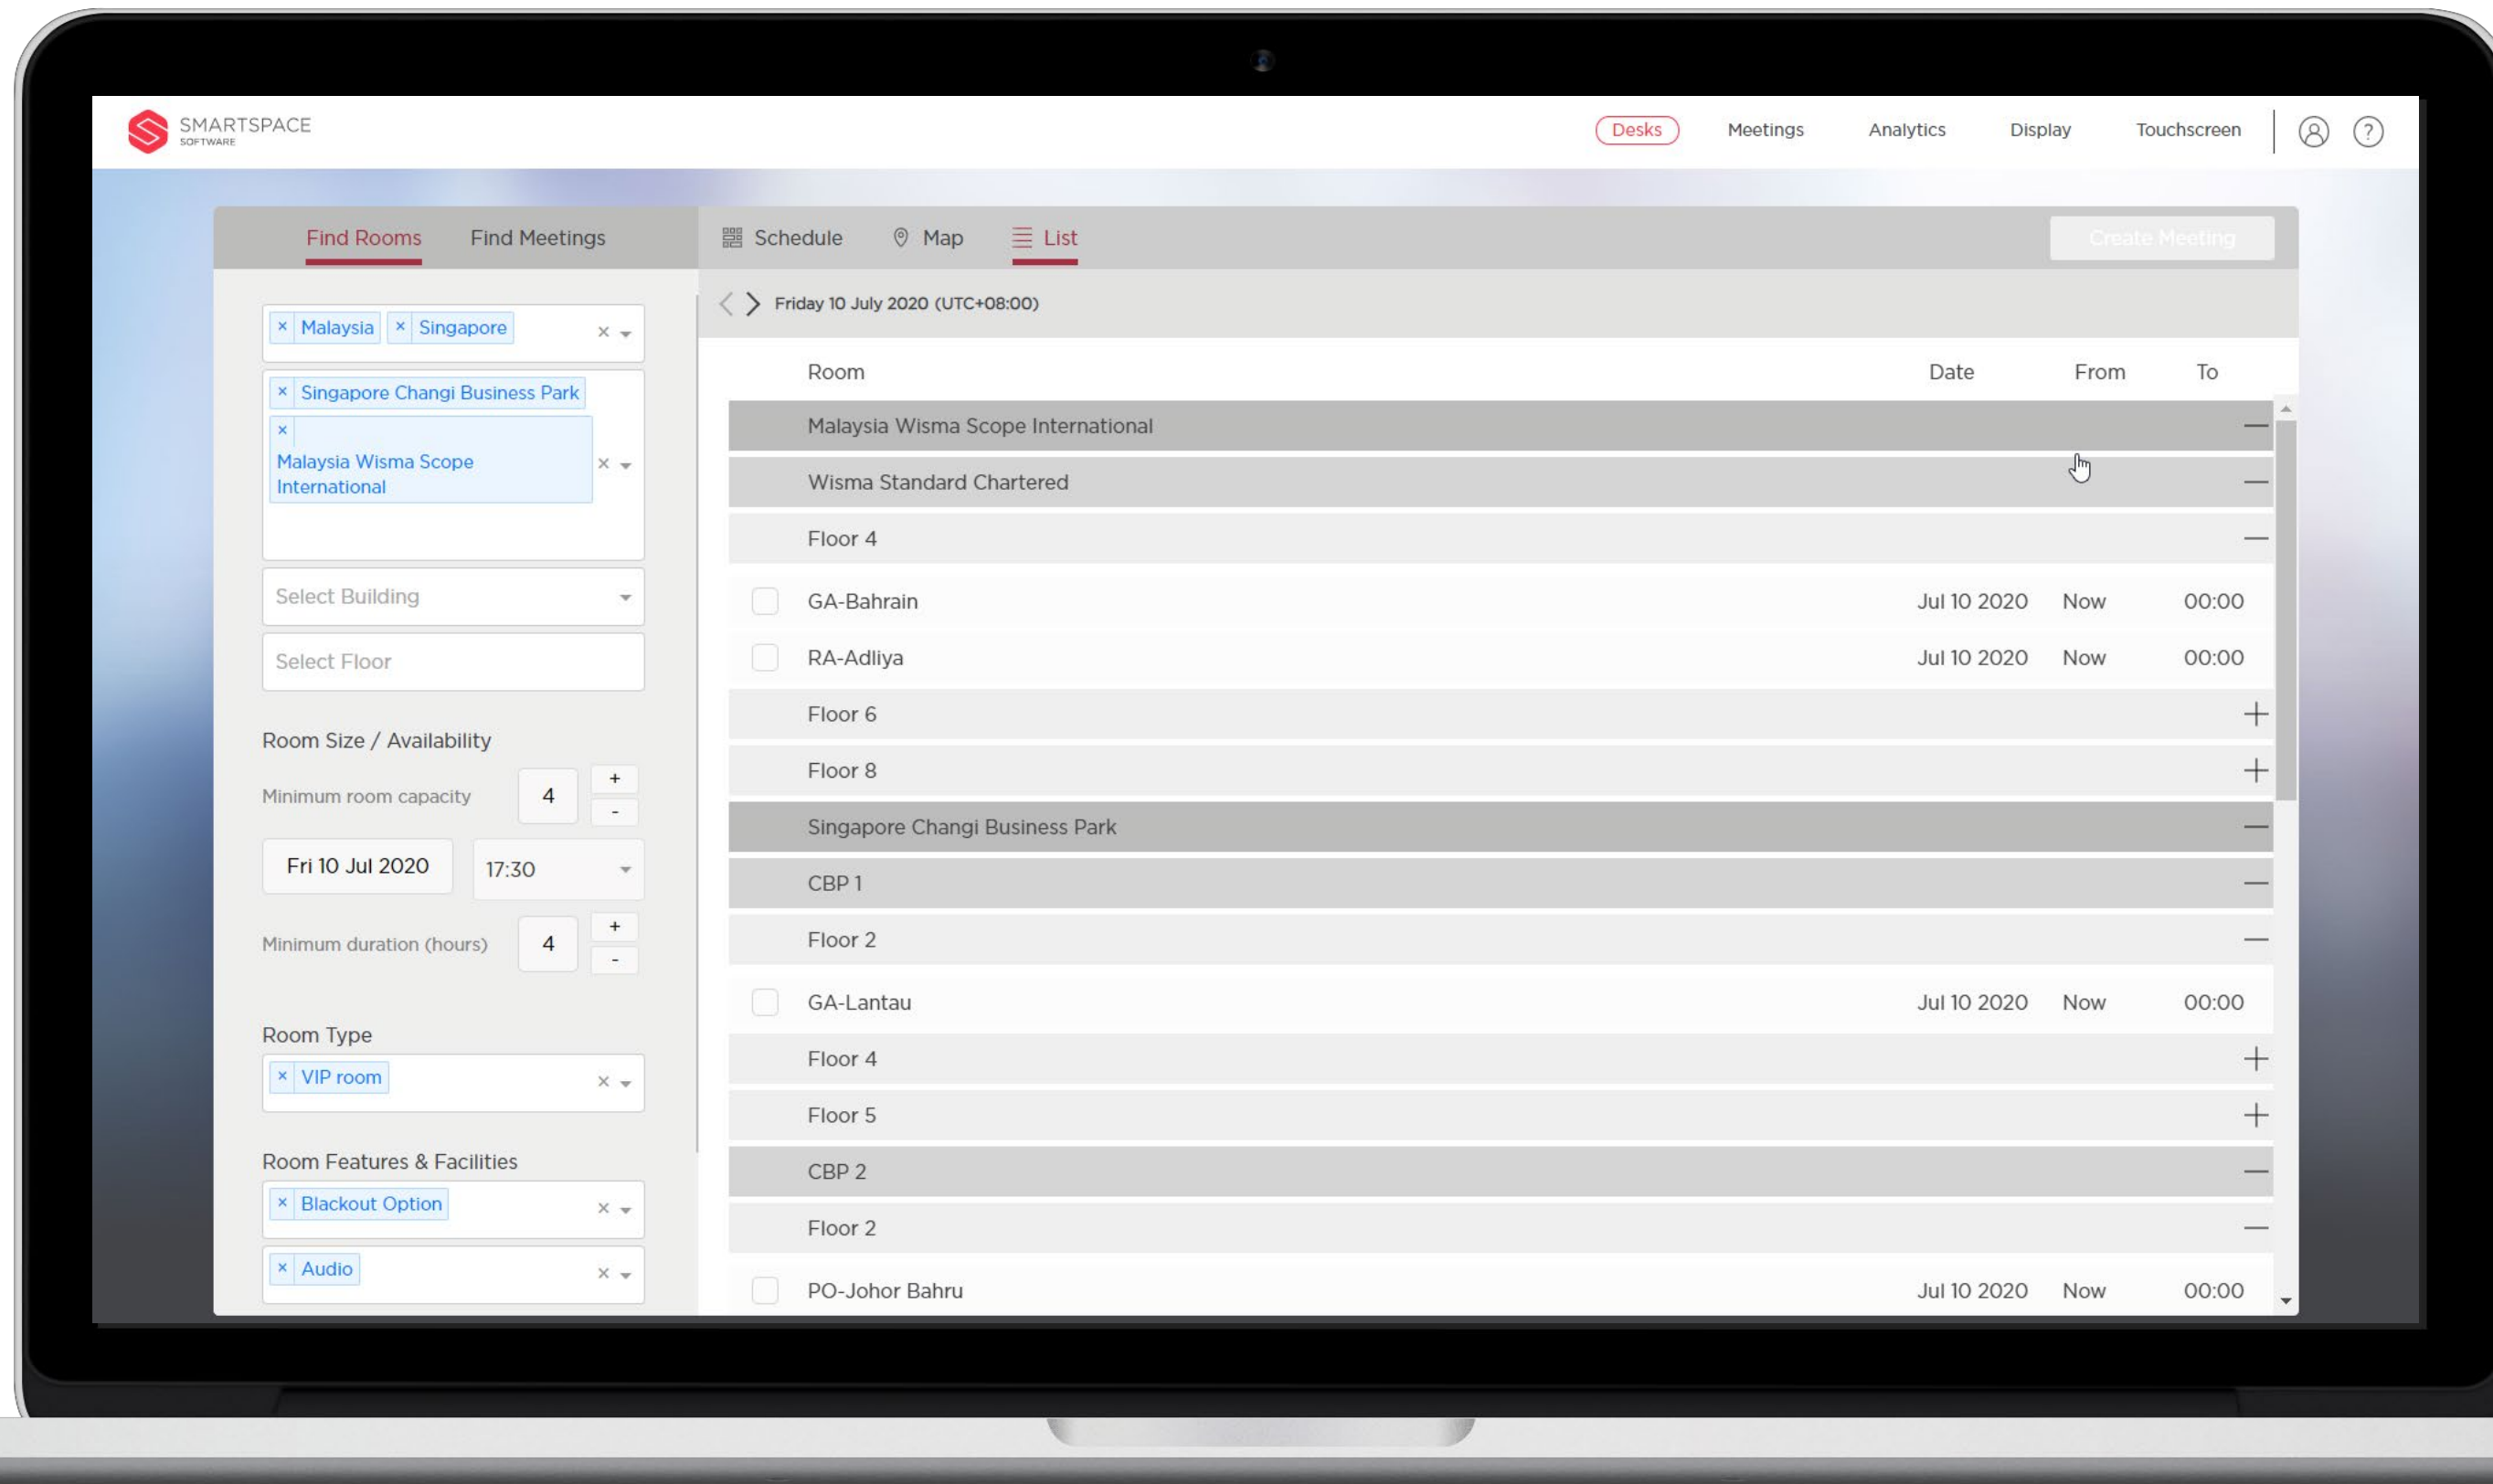 SMARTSPACE
SOFTWARE
Desks Meetings Analytics Display Touchscreen ?
Find Rooms Find Meetings
Schedule Map List Create Meeting
Friday 10 July 2020 (UTC+08:00)
× Malaysia × Singapore ×
× Singapore Changi Business Park
×
Malaysia Wisma Scope ×
International
Select Building
Select Floor
Room Size / Availability
Minimum room capacity 4 + -
Fri 10 Jul 2020 17:30
Minimum duration (hours) 4 + -
Room Type
× VIP room ×
Room Features & Facilities
× Blackout Option ×
× Audio ×
Room Date From To
Malaysia Wisma Scope International
Wisma Standard Chartered
Floor 4
GA-Bahrain Jul 10 2020 Now 00:00
RA-Adliya Jul 10 2020 Now 00:00
Floor 6
Floor 8
Singapore Changi Business Park
CBP 1
Floor 2
GA-Lantau Jul 10 2020 Now 00:00
Floor 4
Floor 5
CBP 2
Floor 2
PO-Johor Bahru Jul 10 2020 Now 00:00